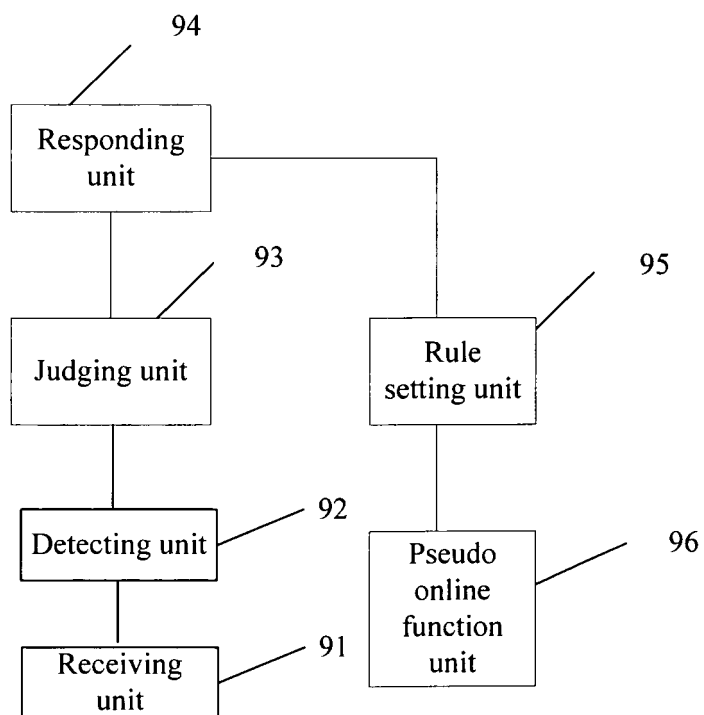 94
Responding
unit
93
95
Judging unit
Rule
setting unit
92
Detecting unit
96
Pseudo
online
function
unit
91
Receiving
unit